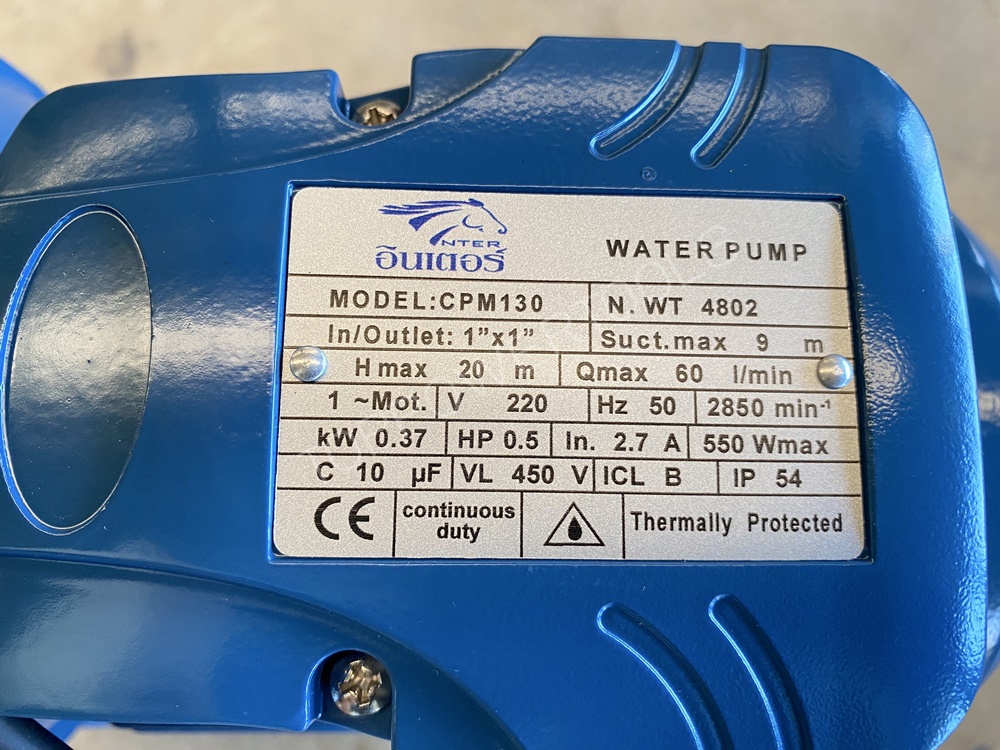 NTER
อินเตอร์
WATER PUMP
MODEL:CPM130 N. WT 4802
In/Outlet: 1”x1” Suct.max 9 m
H max 20 m Qmax 60 l/min
1 ~Mot. V 220 Hz 50 2850 min-¹
kW 0.37 HP 0.5 In. 2.7 A 550 Wmax
C 10 µF VL 450 V ICL B IP 54
CE continuous duty Thermally Protected